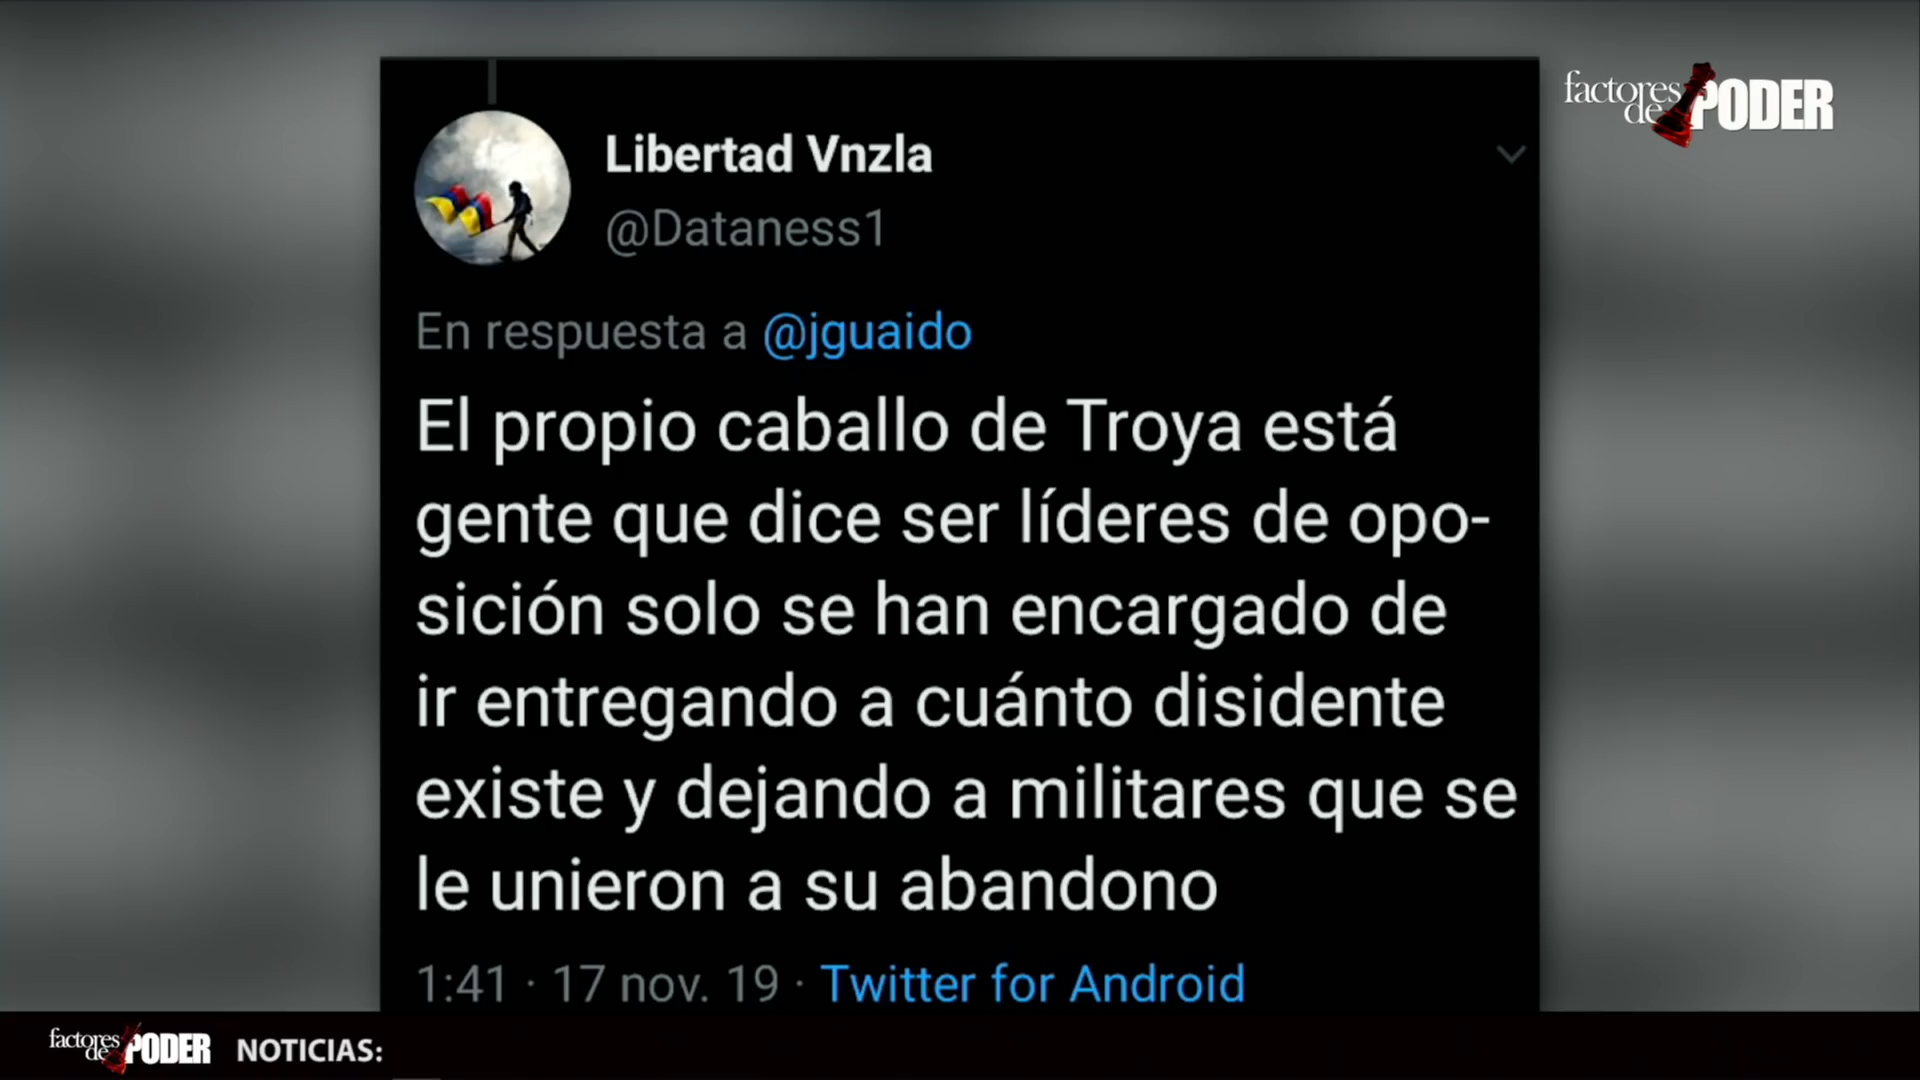 factores
de PODER
Libertad Vnzla
@Dataness1
En respuesta a @jguaido
El propio caballo de Troya está
gente que dice ser líderes de opo-
sición solo se han encargado de
ir entregando a cuánto disidente
existe y dejando a militares que se
le unieron a su abandono
1:41 · 17 nov. 19 · Twitter for Android
factores
de PODER NOTICIAS: